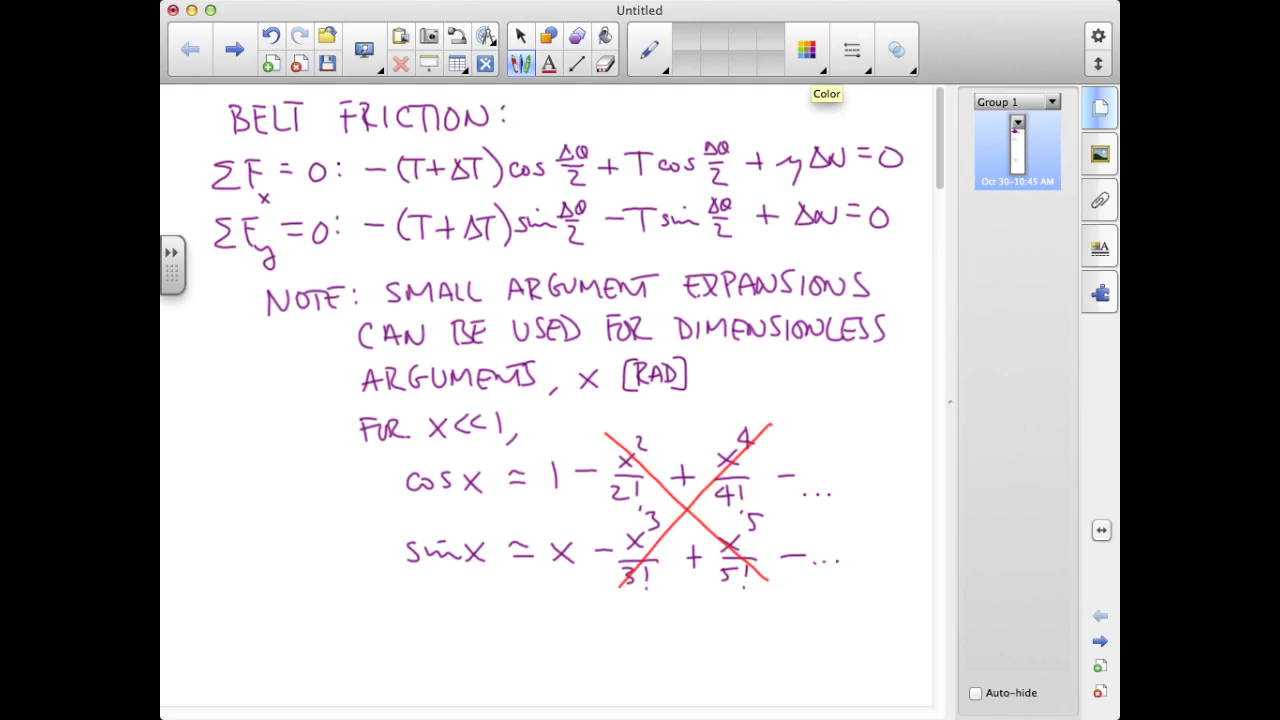 Untitled
Color
Group 1
Oct 30-10:45 AM
BELT FRICTION:
ΣFx = 0: -(T+ΔT)cos Δθ/2 + T cos Δθ/2 + μΔN = 0
ΣFy = 0: -(T+ΔT)sin Δθ/2 - T sin Δθ/2 + ΔN = 0
NOTE: SMALL ARGUMENT EXPANSIONS
CAN BE USED FOR DIMENSIONLESS
ARGUMENTS, x [RAD]
FOR x<<1,
cos x ≃ 1 - x²/2! + x⁴/4! - ...
sin x ≃ x - x³/3! + x⁵/5! - ...
Auto-hide